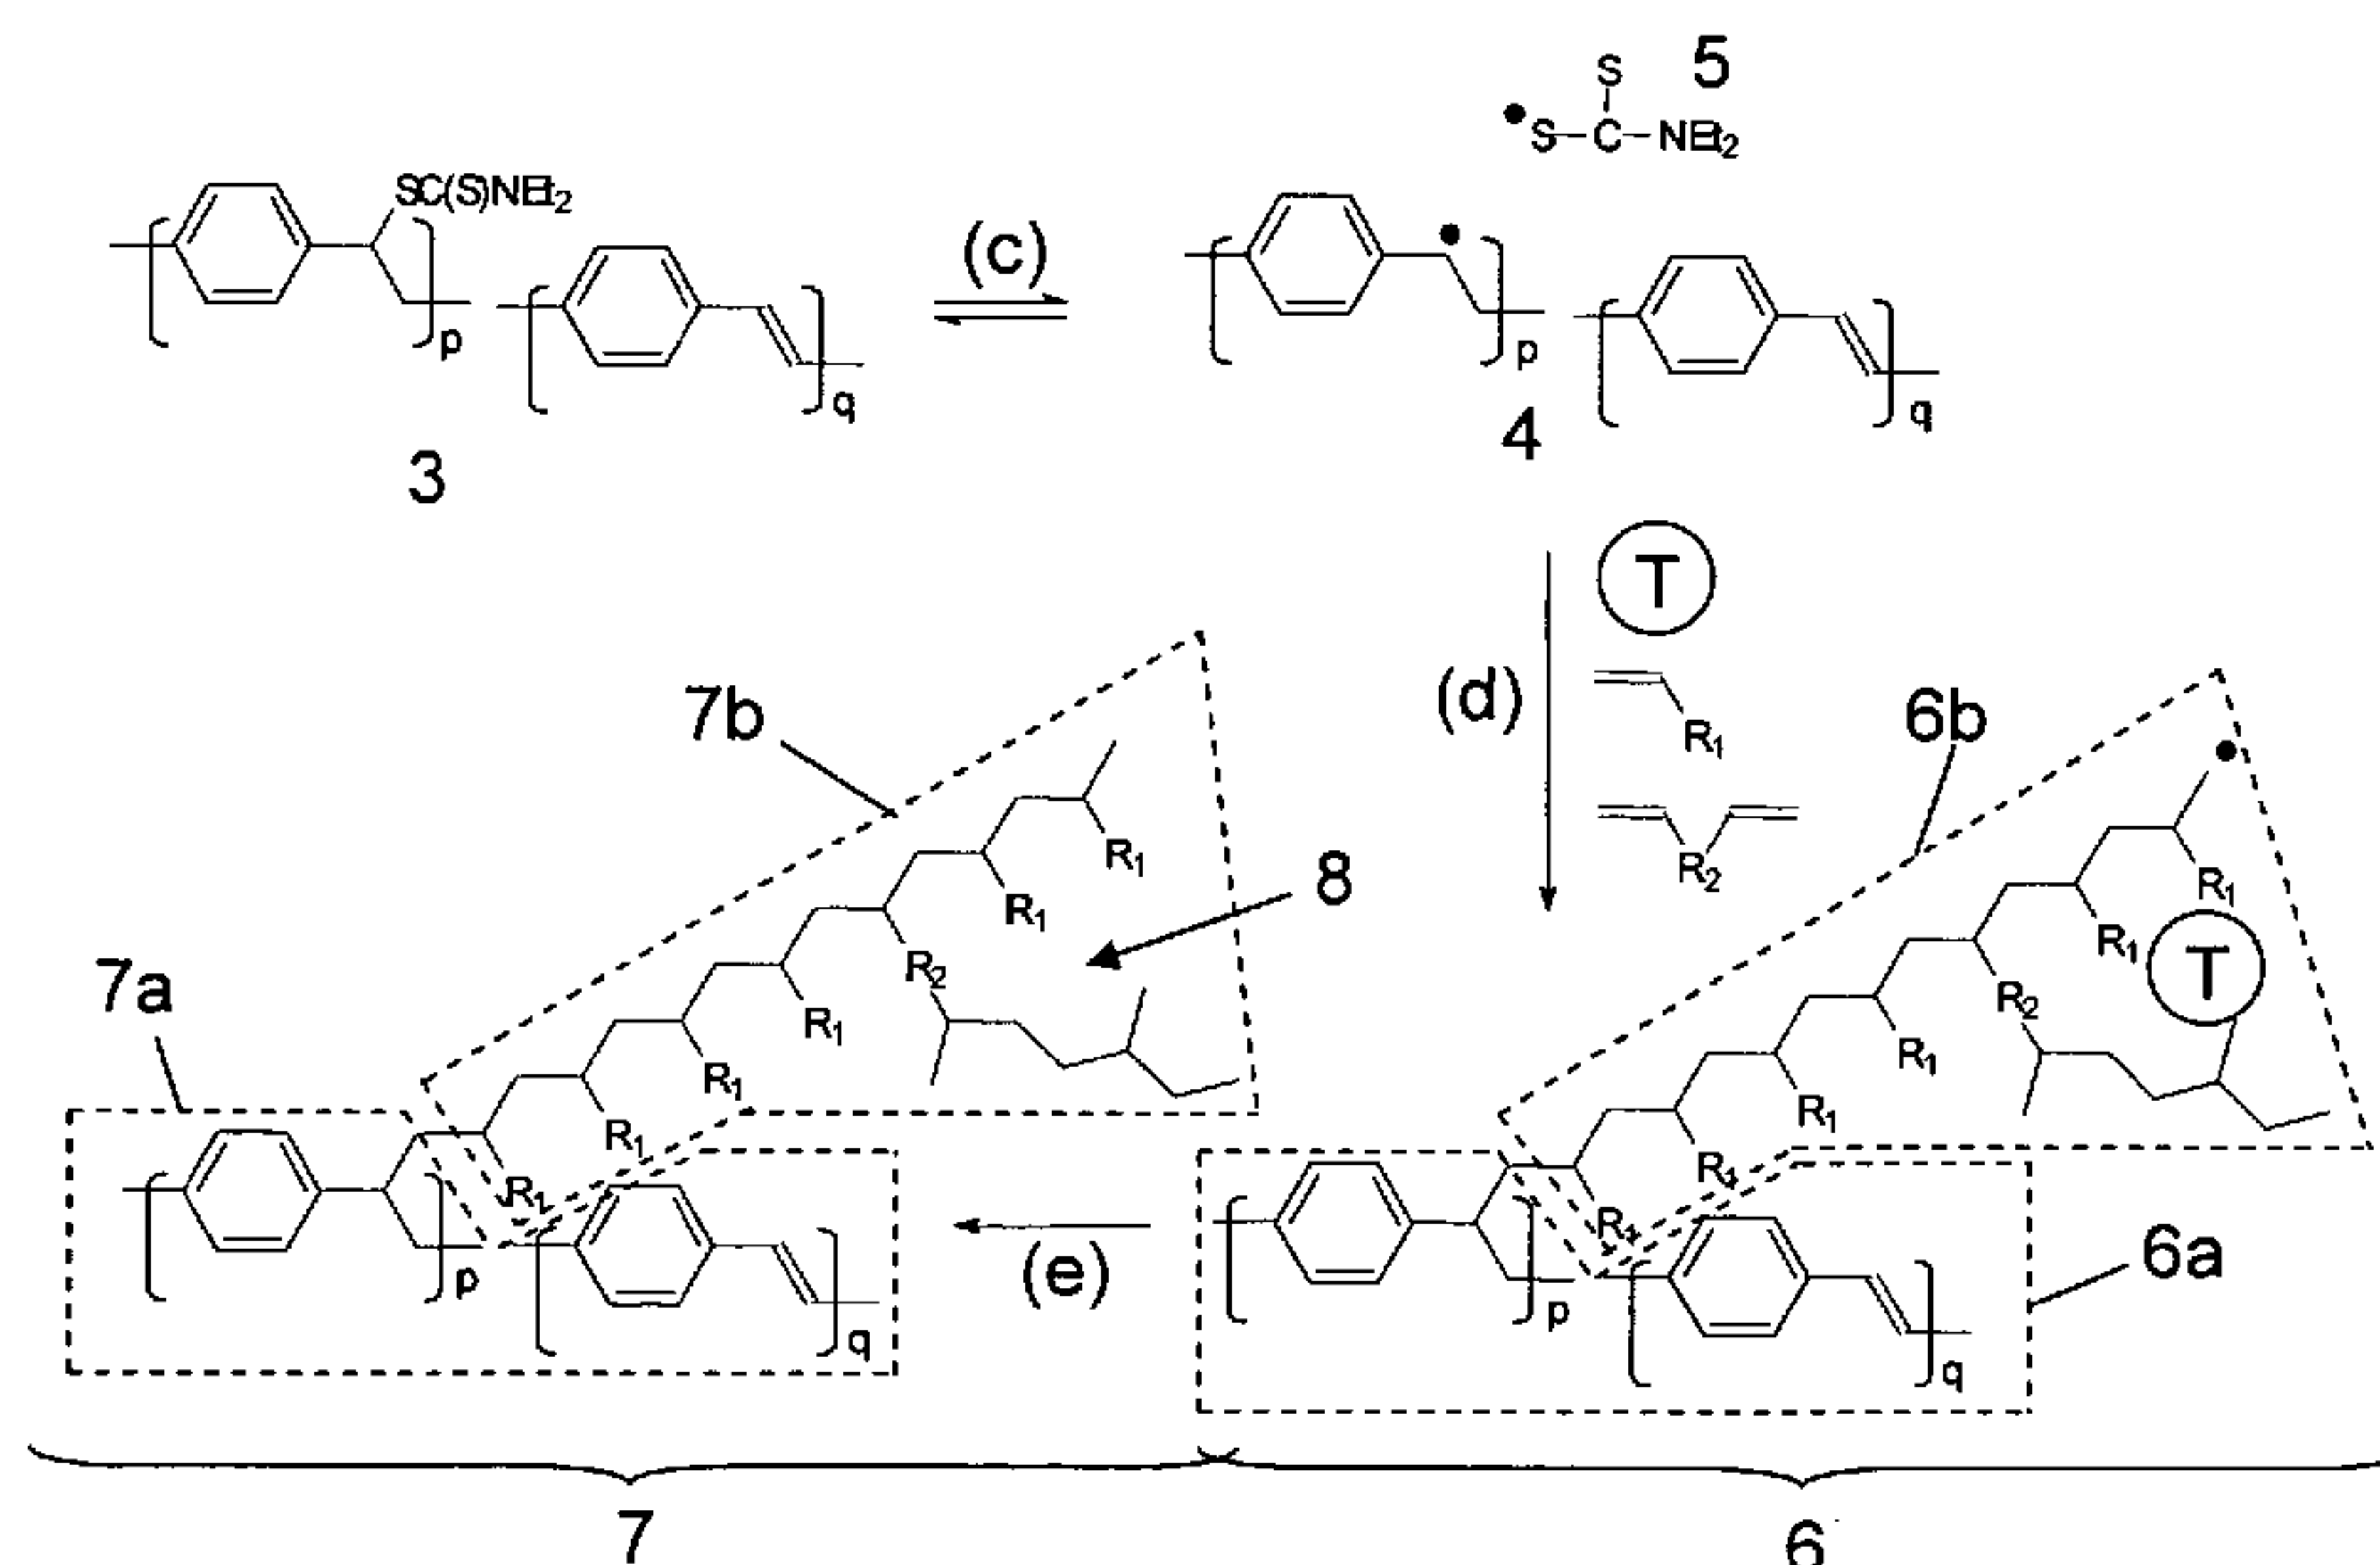 5
S
•S–C–NEt2
SC(S)NEt2
p
q
3
(c)
•
p
q
4
T
(d)
R1
R2
7b
R1
R1
R2
R1
R1
R1
R1
8
7a
p
q
6b
•
R1
R1
T
R2
R1
R1
R1
R1
6a
p
q
(e)
7
6